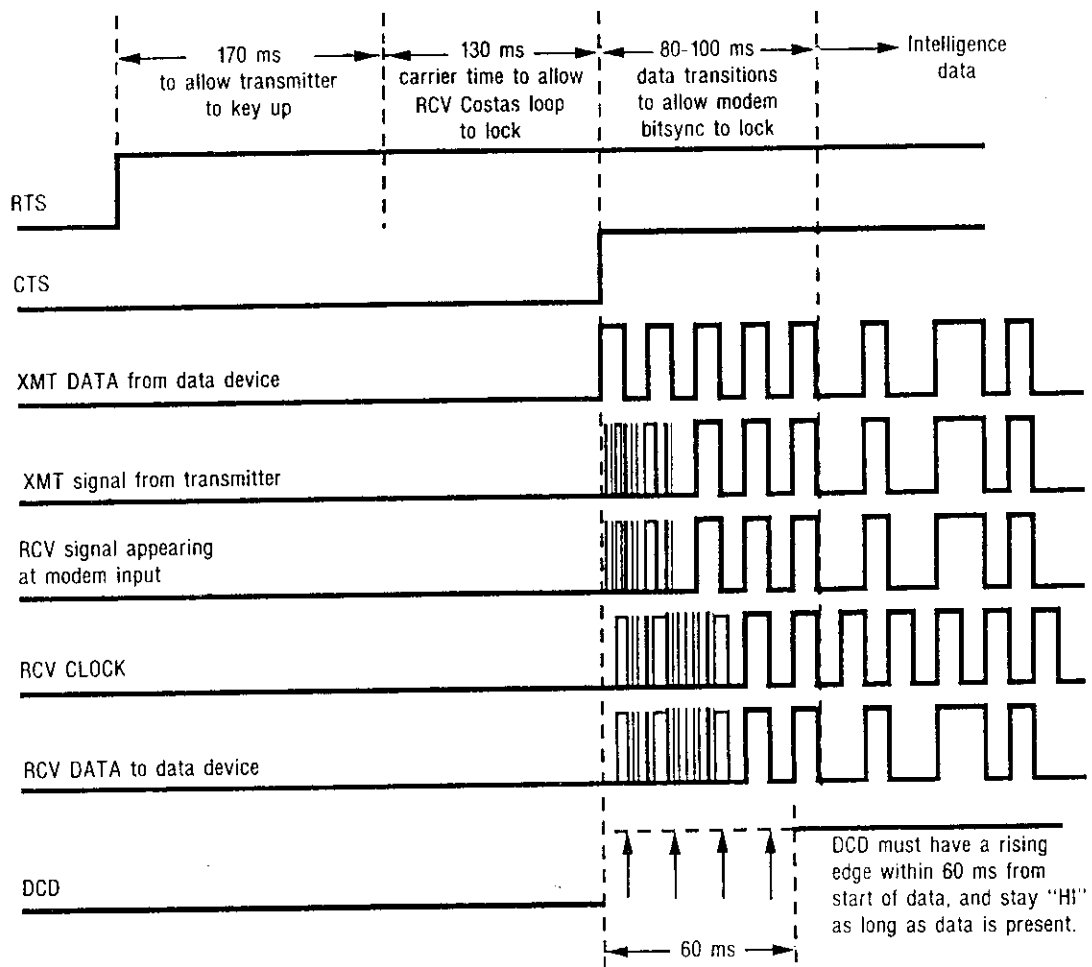 170 ms
to allow transmitter
to key up
130 ms
carrier time to allow
RCV Costas loop
to lock
80-100 ms
data transitions
to allow modem
bitsync to lock
Intelligence
data
RTS
CTS
XMT DATA from data device
XMT signal from transmitter
RCV signal appearing
at modem input
RCV CLOCK
RCV DATA to data device
DCD
DCD must have a rising
edge within 60 ms from
start of data, and stay "HI"
as long as data is present.
60 ms